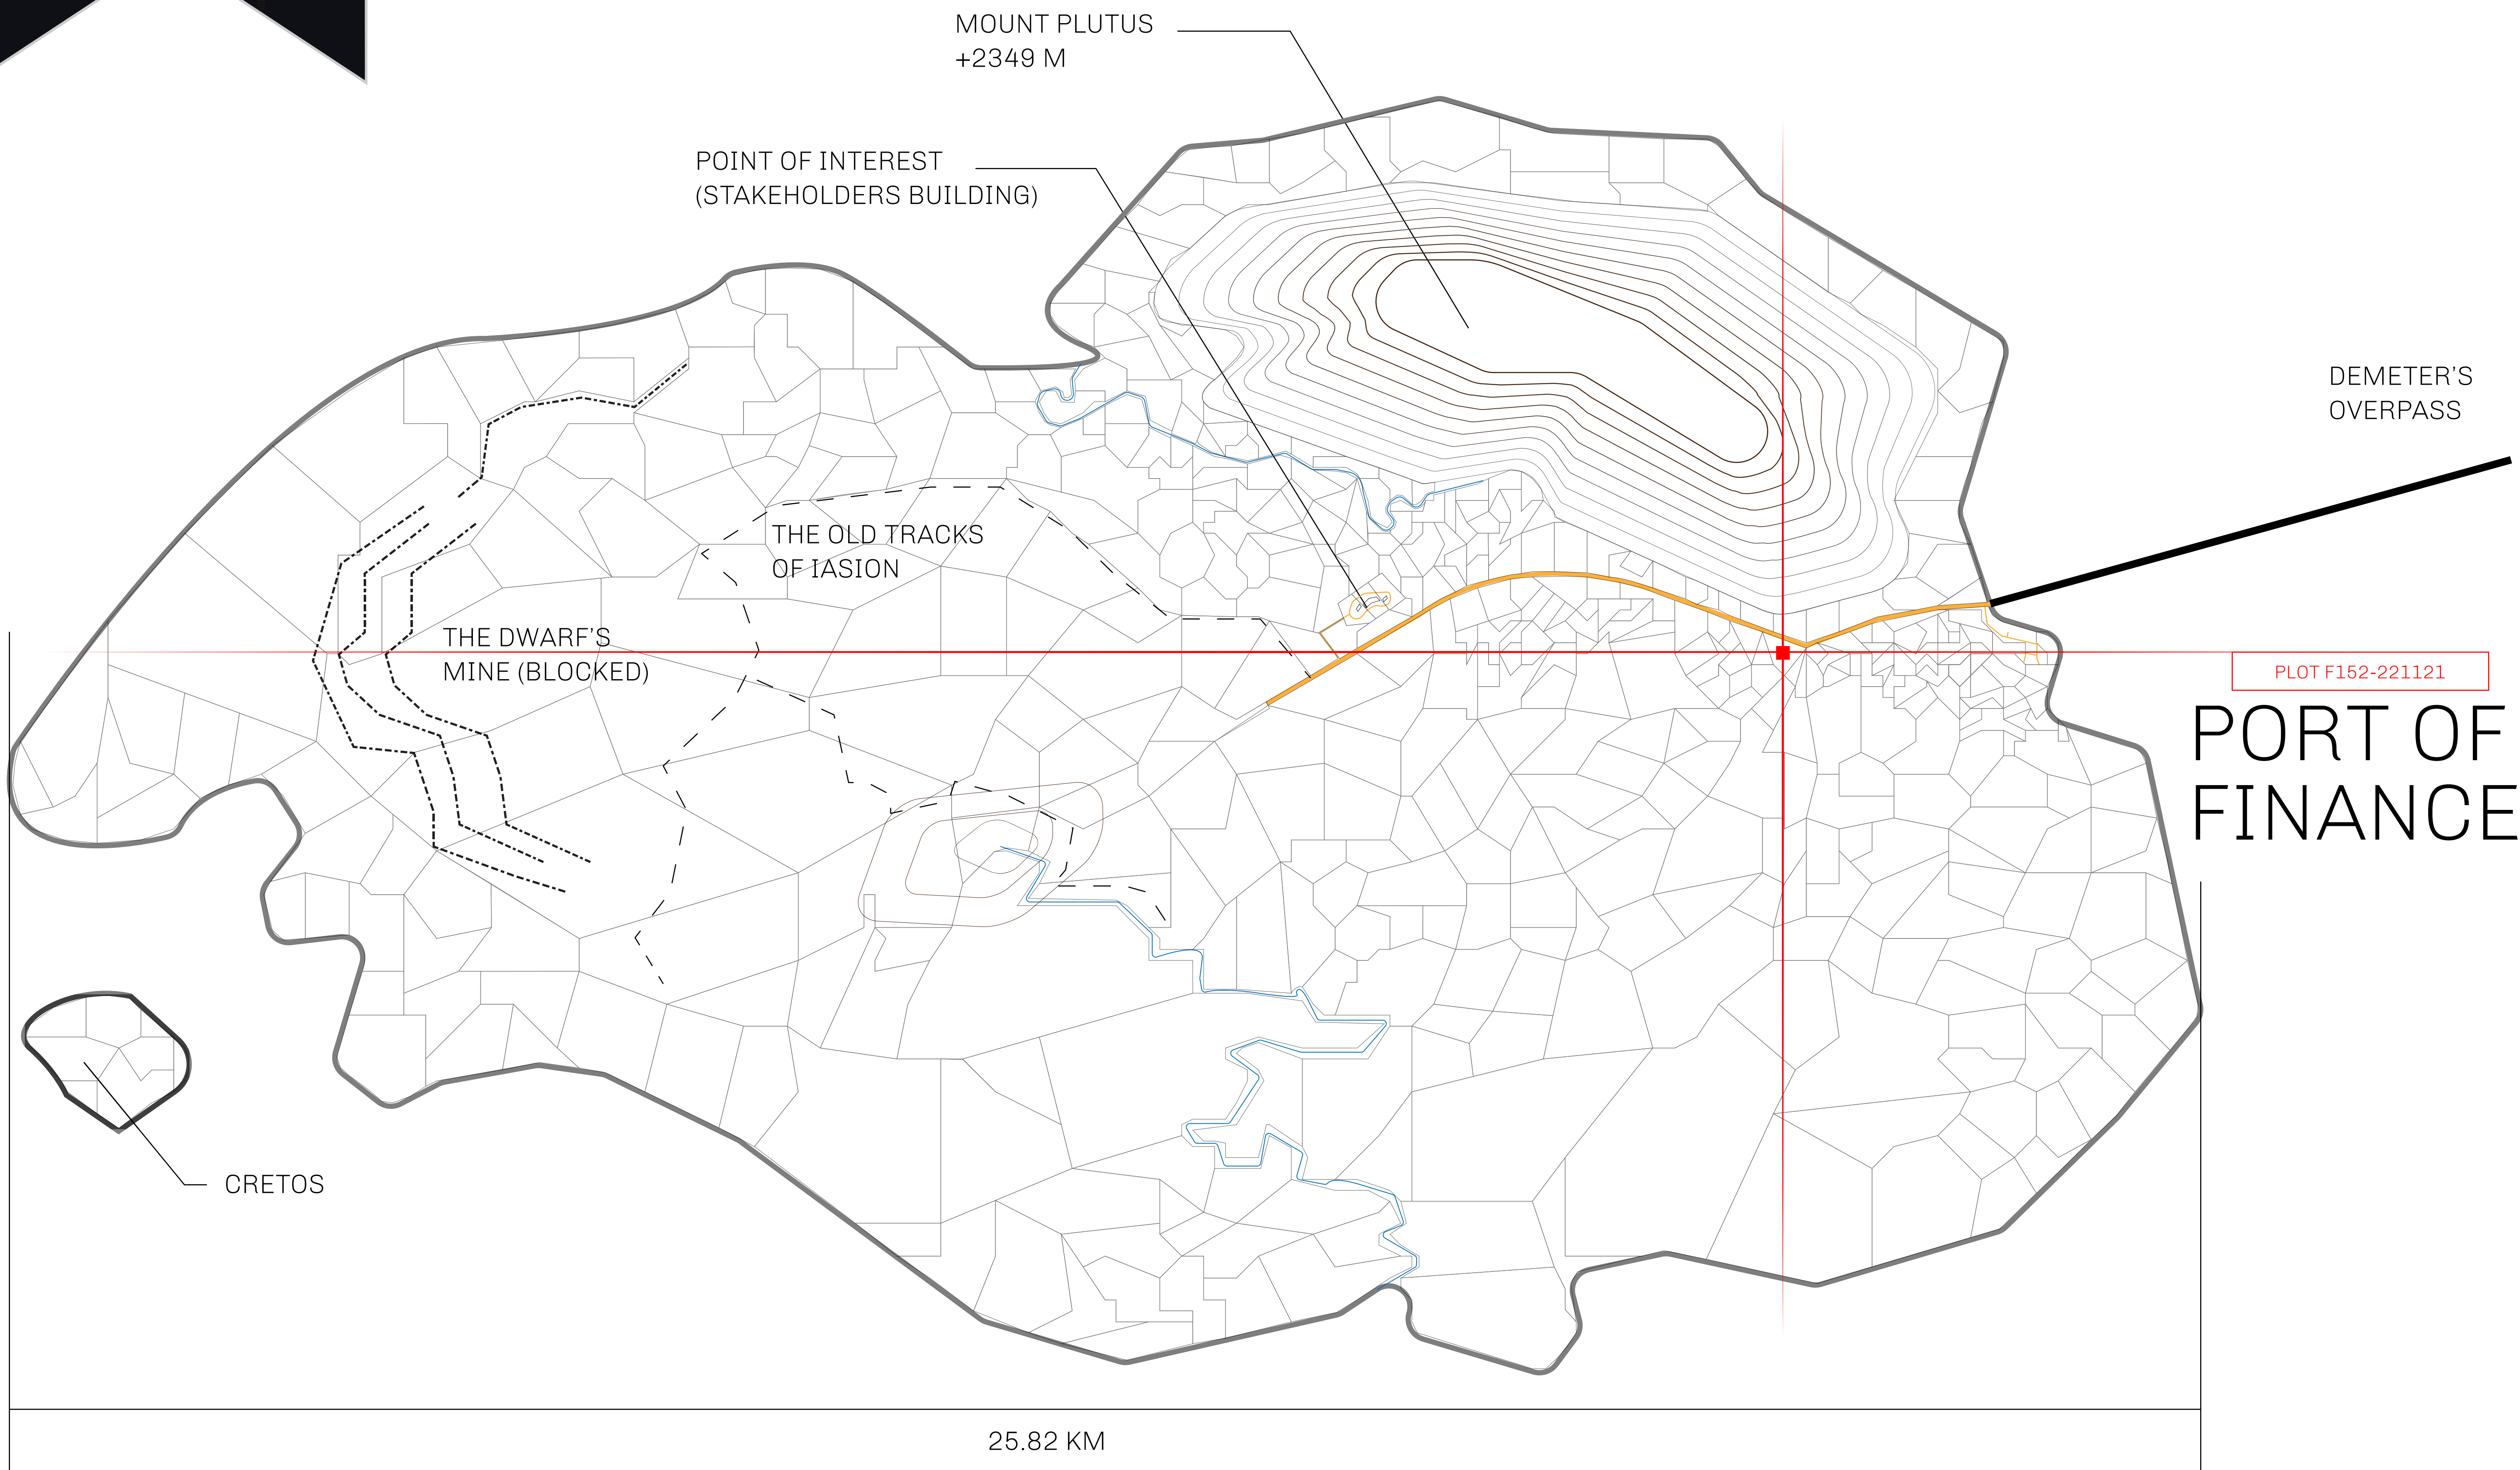 MOUNT PLUTUS
+2349 M
POINT OF INTEREST
(STAKEHOLDERS BUILDING)
DEMETER'S
OVERPASS
THE OLD TRACKS
OF IASION
THE DWARF'S
MINE (BLOCKED)
PLOT F152-221121
PORT OF
FINANCE
CRETOS
25.82 KM